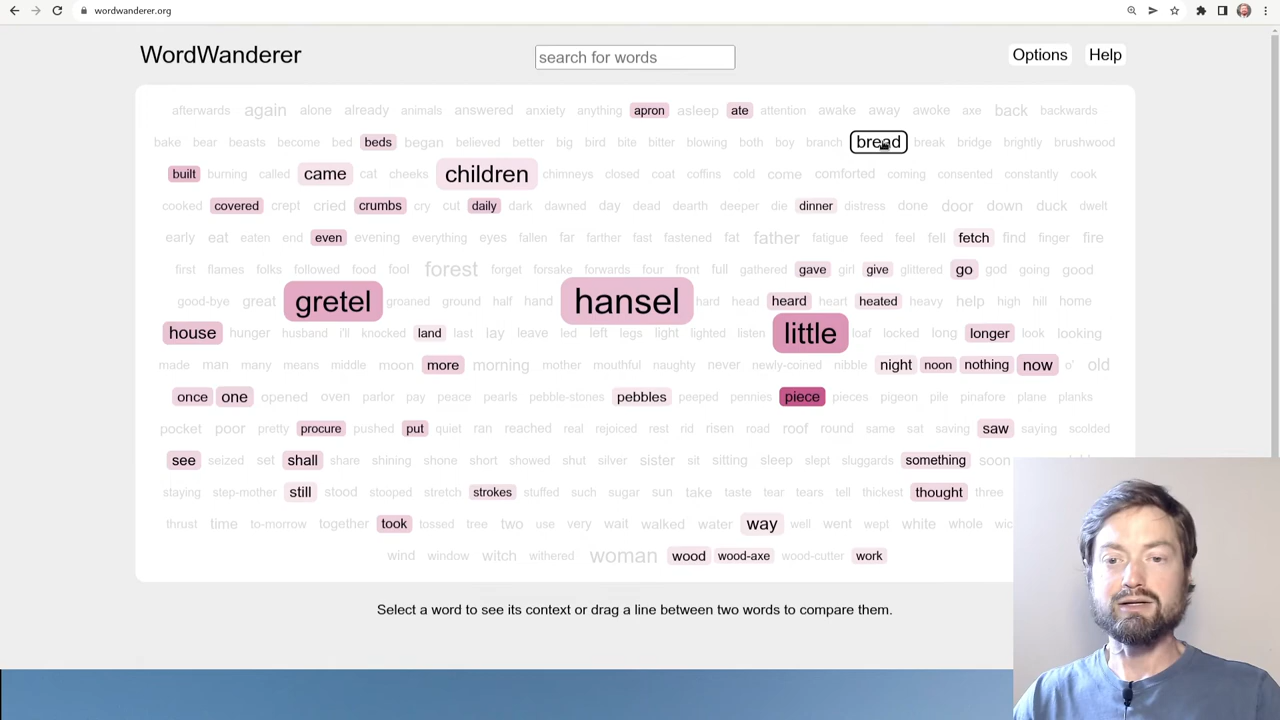 wordwanderer.org
WordWanderer
search for words
Options Help
afterwards again alone already animals answered anxiety anything apron asleep ate attention awake away awoke axe back backwards
bake bear beasts become bed beds began believed better big bird bite bitter blowing both boy branch bread break bridge brightly brushwood
built burning called came cat cheeks children chimneys closed coat coffins cold come comforted coming consented constantly cook
cooked covered crept cried crumbs cry cut daily dark dawned day dead dearth deeper die dinner distress done door down duck dwelt
early eat eaten end even evening everything eyes fallen far farther fast fastened fat father fatigue feed feel fell fetch find finger fire
first flames folks followed food fool forest forget forsake forwards four front full gathered gave girl give glittered go god going good
good-bye great gretel groaned ground half hand hansel hard head heard heart heated heavy help high hill home
house hunger husband i'll knocked land last lay leave led left legs light lighted listen little loaf locked long longer look looking
made man many means middle moon more morning mother mouthful naughty never newly-coined nibble night noon nothing now o' old
once one opened oven parlor pay peace pearls pebble-stones pebbles peeped pennies piece pieces pigeon pile pinafore plane planks
pocket poor pretty procure pushed put quiet ran reached real rejoiced rest rid risen road roof round same sat saving saw saying scolded
see seized set shall share shining shone short showed shut silver sister sit sitting sleep slept sluggards something soon
staying step-mother still stood stooped stretch strokes stuffed such sugar sun take taste tear tears tell thickest thought three
thrust time to-morrow together took tossed tree two use very wait walked water way well went wept white whole
wind window witch withered woman wood wood-axe wood-cutter work
Select a word to see its context or drag a line between two words to compare them.